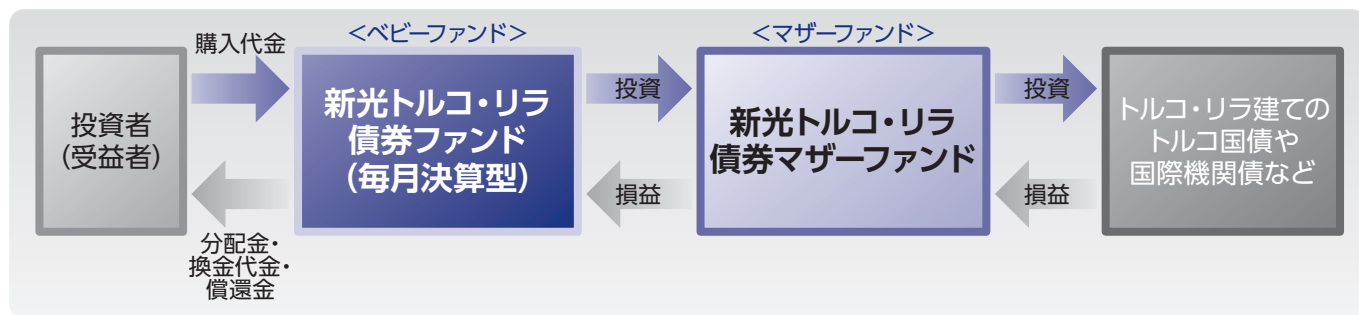 投資者
(受益者)
購入代金
分配金・
換金代金・
償還金
＜ベビーファンド＞
新光トルコ・リラ
債券ファンド
(毎月決算型)
投資
損益
＜マザーファンド＞
新光トルコ・リラ
債券マザーファンド
投資
損益
トルコ・リラ建ての
トルコ国債や
国際機関債など